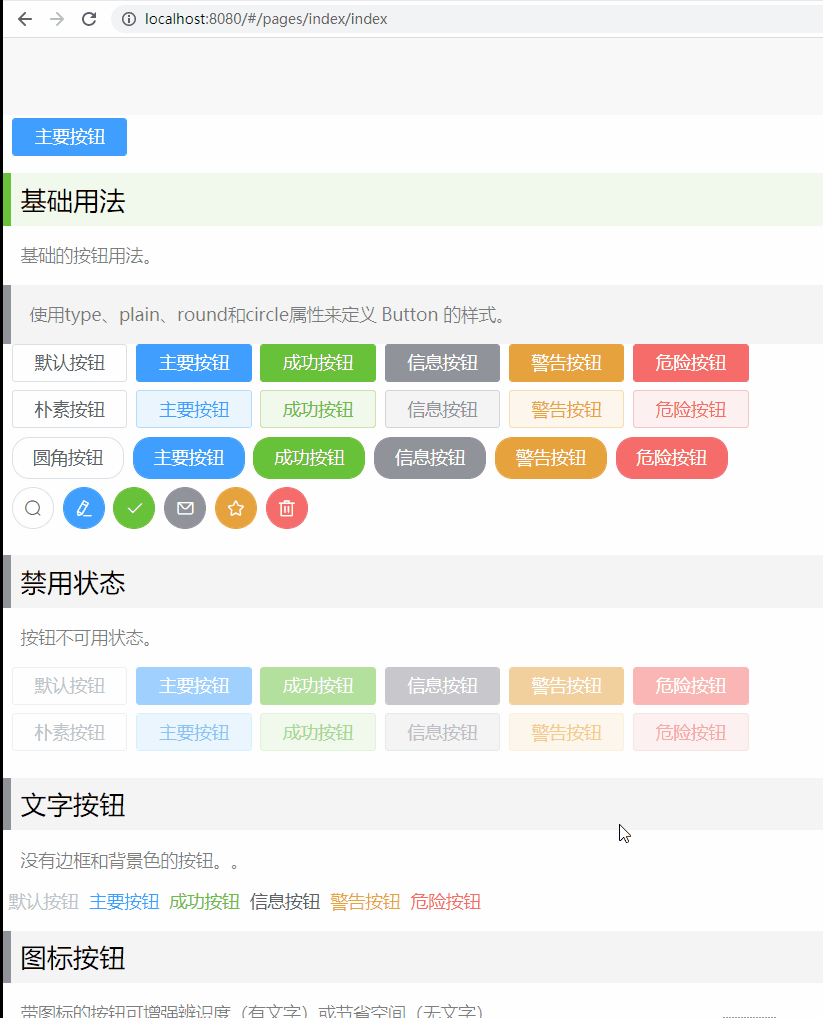 localhost:8080/#/pages/index/index
主要按钮
基础用法
基础的按钮用法。
使用type、plain、round和circle属性来定义 Button 的样式。
默认按钮 主要按钮 成功按钮 信息按钮 警告按钮 危险按钮
朴素按钮 主要按钮 成功按钮 信息按钮 警告按钮 危险按钮
圆角按钮 主要按钮 成功按钮 信息按钮 警告按钮 危险按钮
禁用状态
按钮不可用状态。
默认按钮 主要按钮 成功按钮 信息按钮 警告按钮 危险按钮
朴素按钮 主要按钮 成功按钮 信息按钮 警告按钮 危险按钮
文字按钮
没有边框和背景色的按钮。。
默认按钮 主要按钮 成功按钮 信息按钮 警告按钮 危险按钮
图标按钮
带图标的按钮可增强辨识度（有文字）或节省空间（无文字）